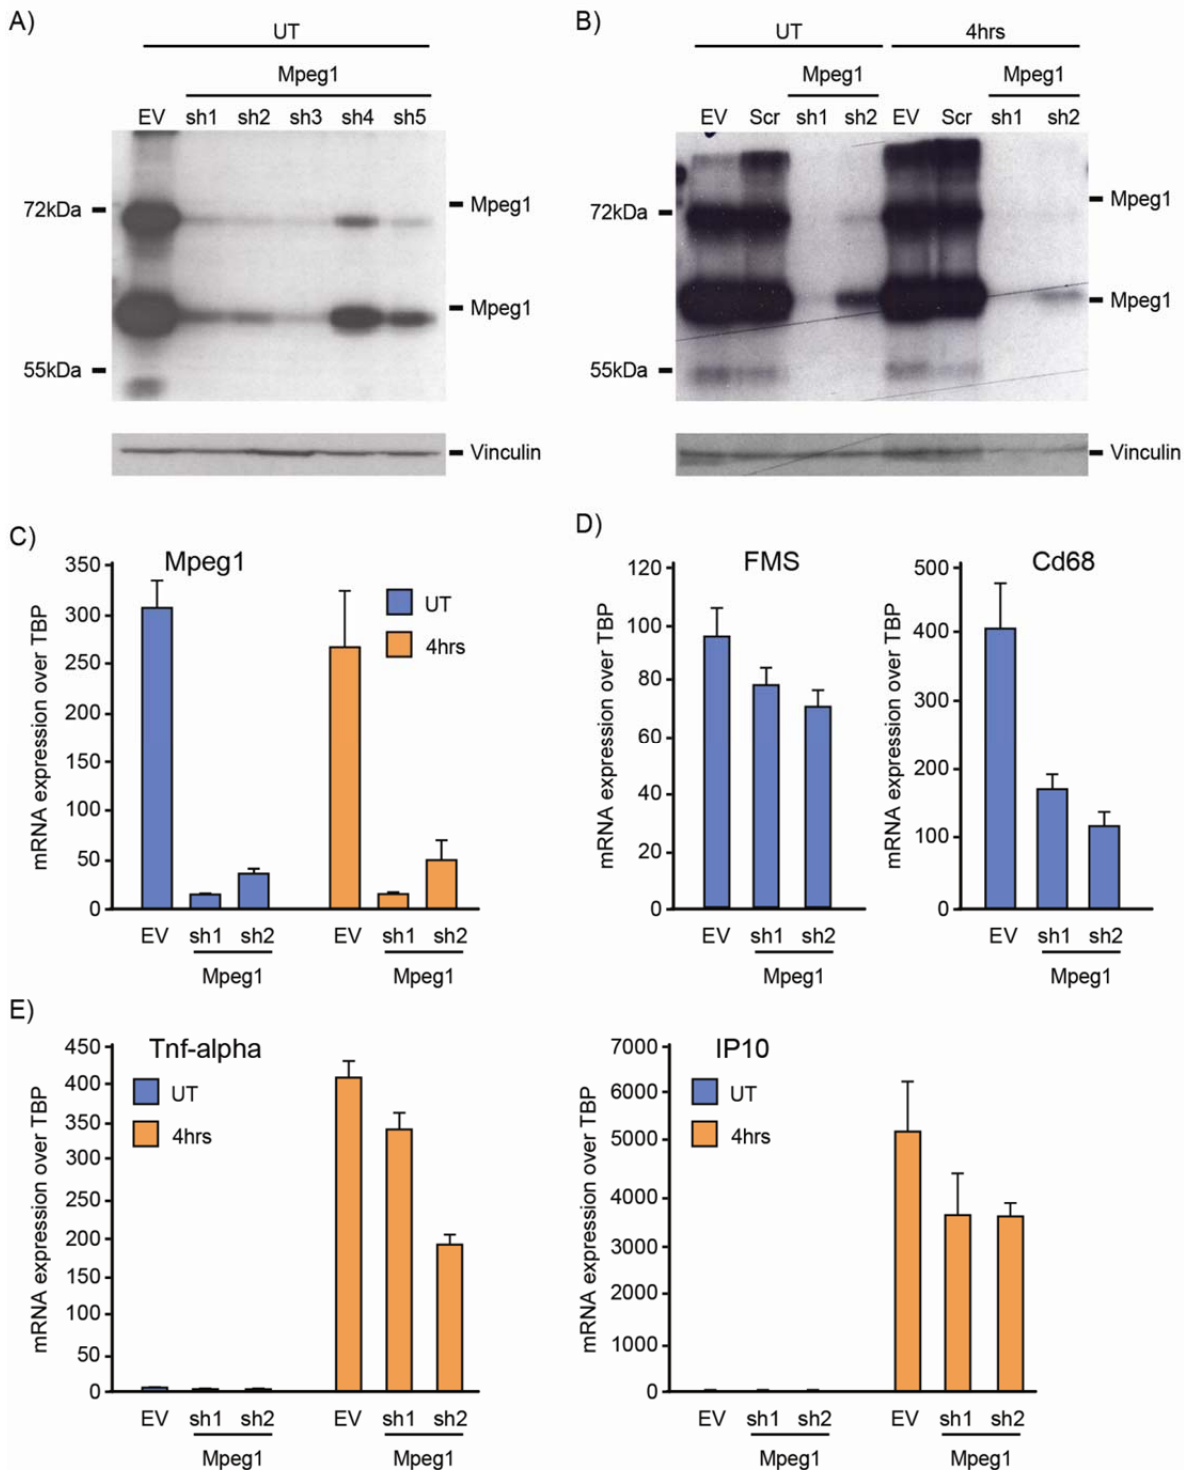 A)
UT
Mpeg1
EV sh1 sh2 sh3 sh4 sh5
72kDa
Mpeg1
Mpeg1
55kDa
Vinculin
B)
UT 4hrs
Mpeg1 Mpeg1
EV Scr sh1 sh2 EV Scr sh1 sh2
72kDa
Mpeg1
Mpeg1
55kDa
Vinculin
C)
Mpeg1
mRNA expression over TBP
350
300
250
200
150
100
50
0
UT
4hrs
EV sh1 sh2 EV sh1 sh2
Mpeg1 Mpeg1
D)
FMS
mRNA expression over TBP
120
100
80
60
40
20
0
EV sh1 sh2
Mpeg1
Cd68
mRNA expression over TBP
500
400
300
200
100
0
EV sh1 sh2
Mpeg1
E)
Tnf-alpha
mRNA expression over TBP
450
400
350
300
250
200
150
100
50
0
UT
4hrs
EV sh1 sh2 EV sh1 sh2
Mpeg1 Mpeg1
IP10
mRNA expression over TBP
7000
6000
5000
4000
3000
2000
1000
0
UT
4hrs
EV sh1 sh2 EV sh1 sh2
Mpeg1 Mpeg1